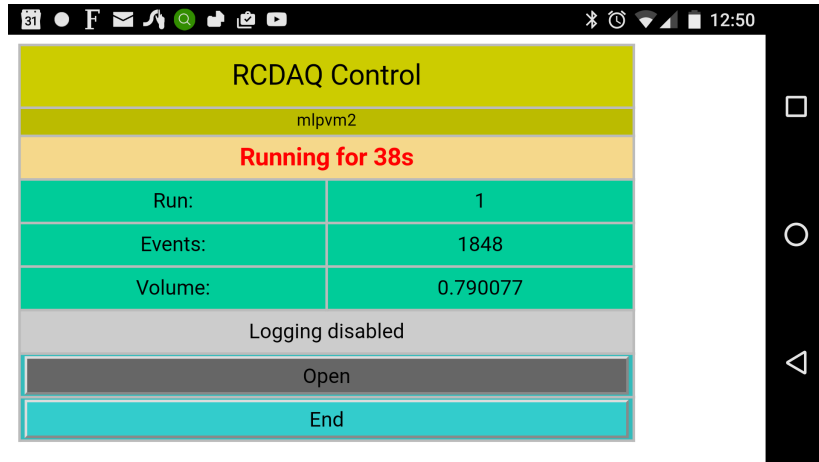 31 F 12:50
RCDAQ Control
mlpvm2
Running for 38s
Run: 1
Events: 1848
Volume: 0.790077
Logging disabled
Open
End